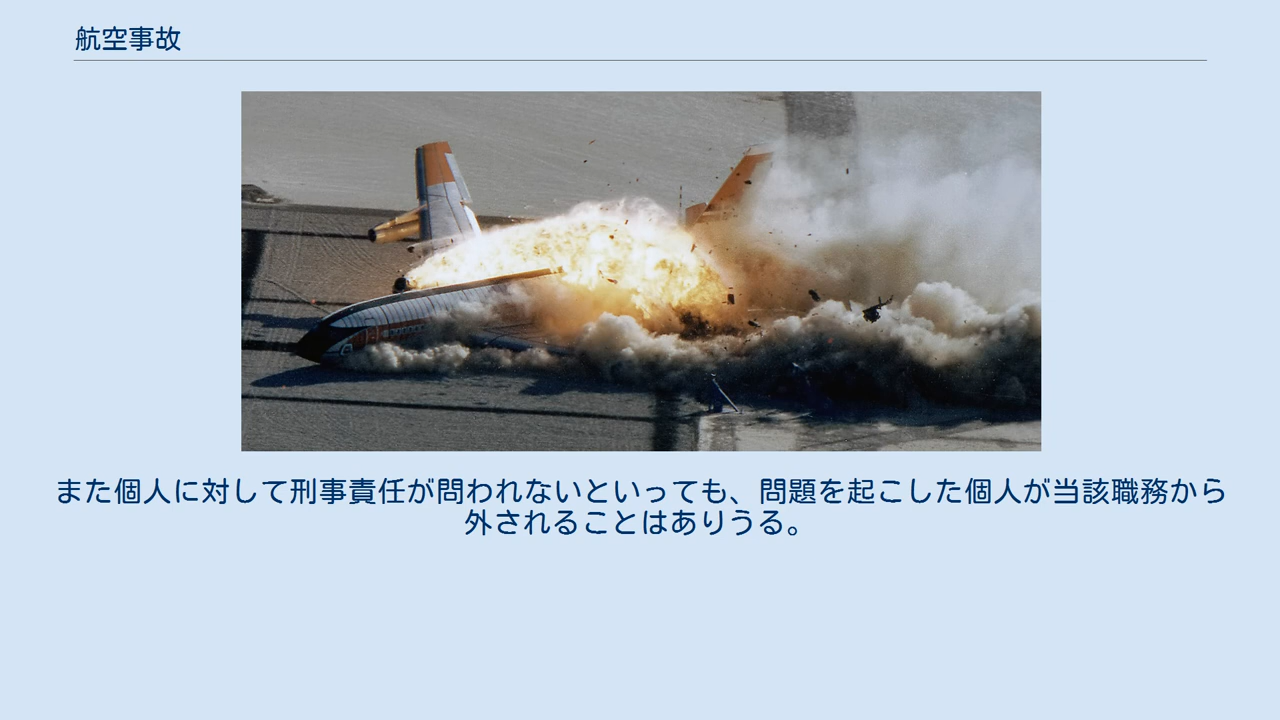 航空事故
また個人に対して刑事責任が問われないといっても、問題を起こした個人が当該職務から
外されることはありうる。